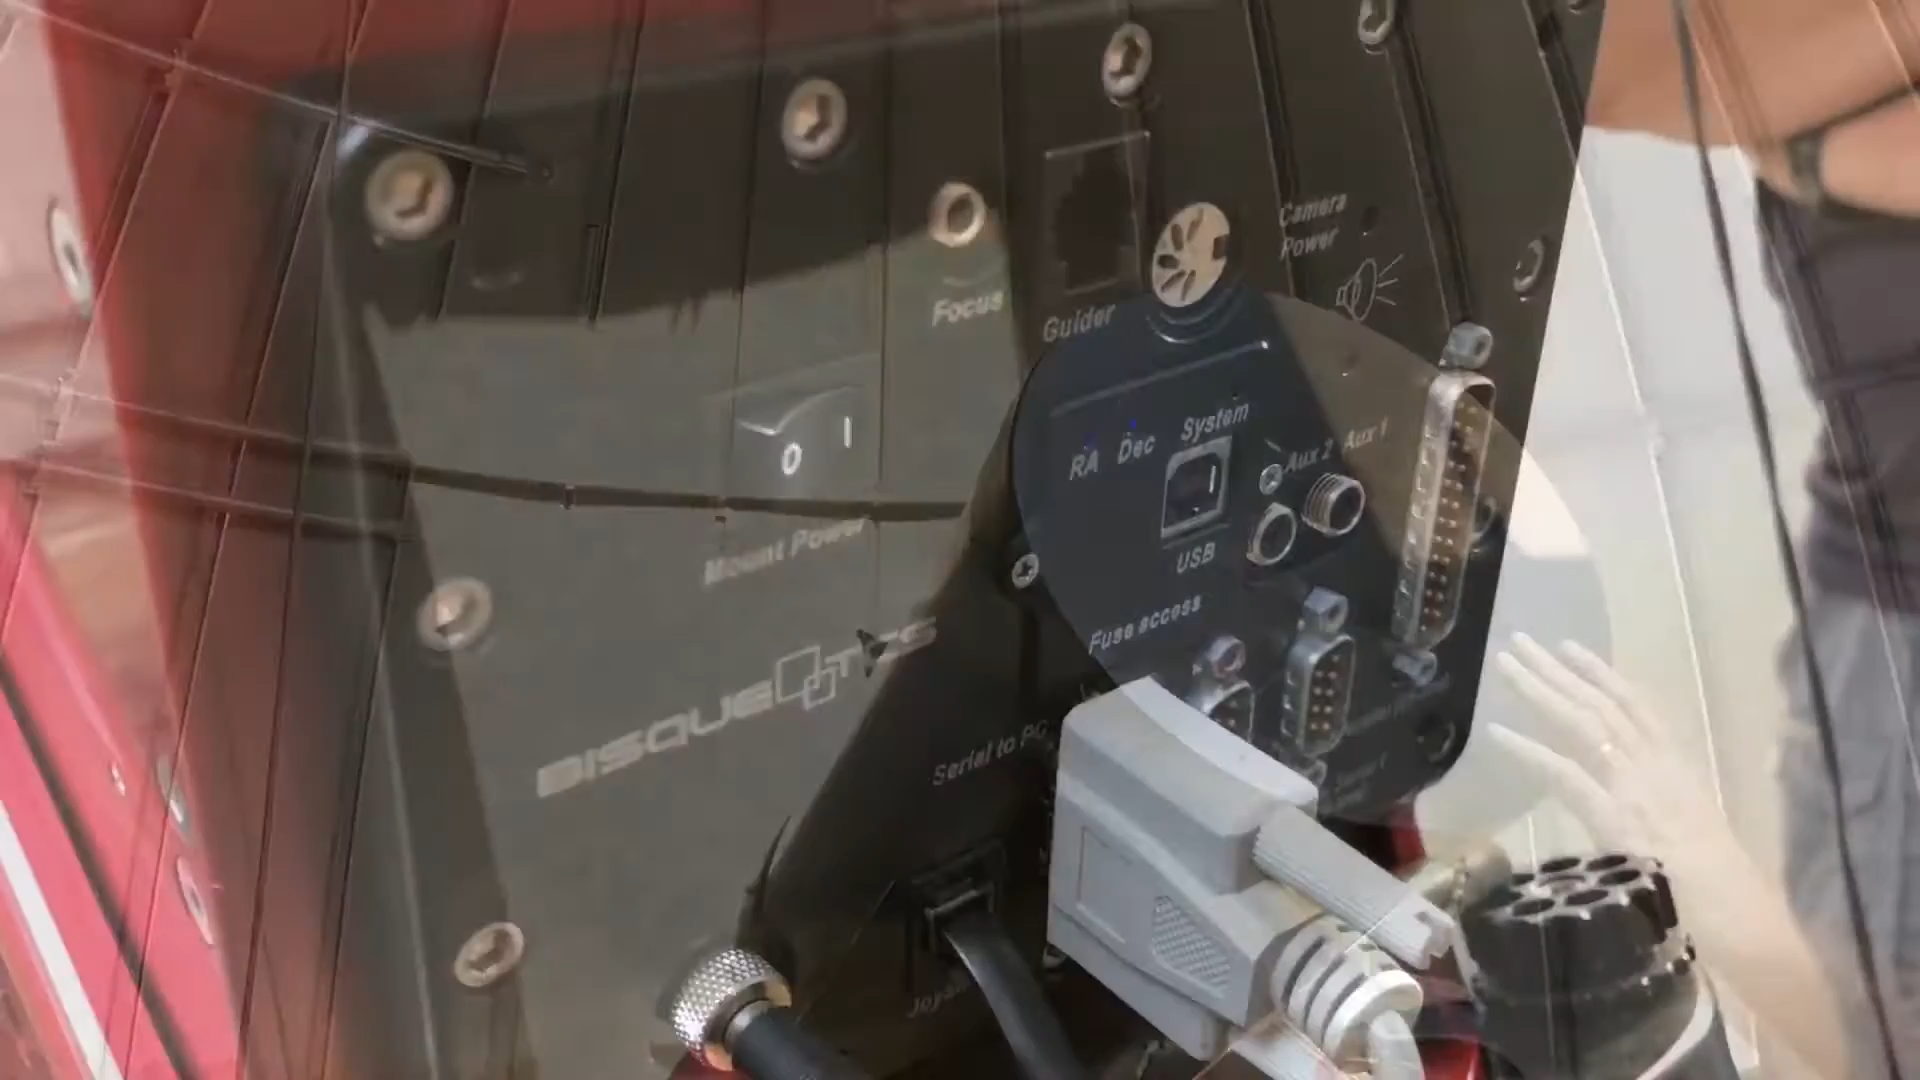 Camera
Power
Focus
Guider
System
RA Dec
Aux 2 Aux 1
O I
USB
Mount Power
Fuse access
BISQUE TCS
Serial to PC